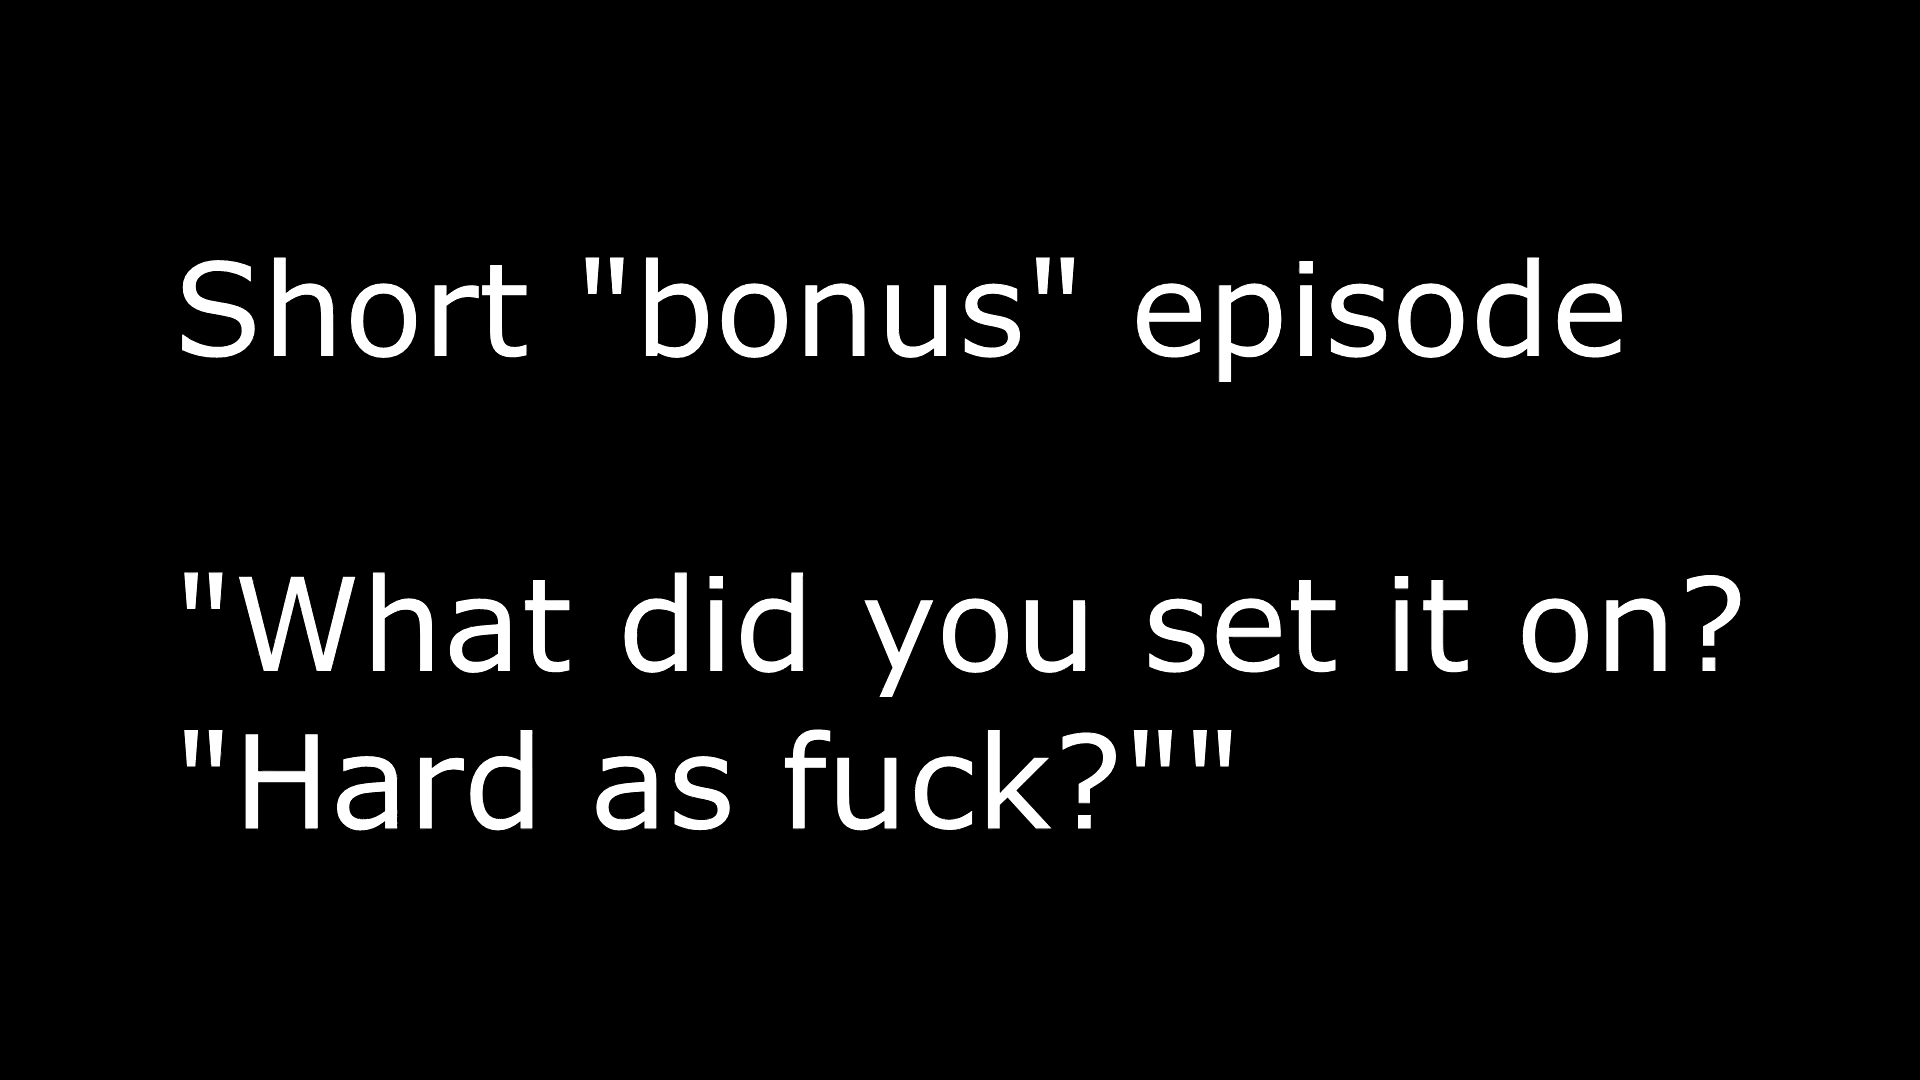 Short "bonus" episode
"What did you set it on?
"Hard as fuck?""